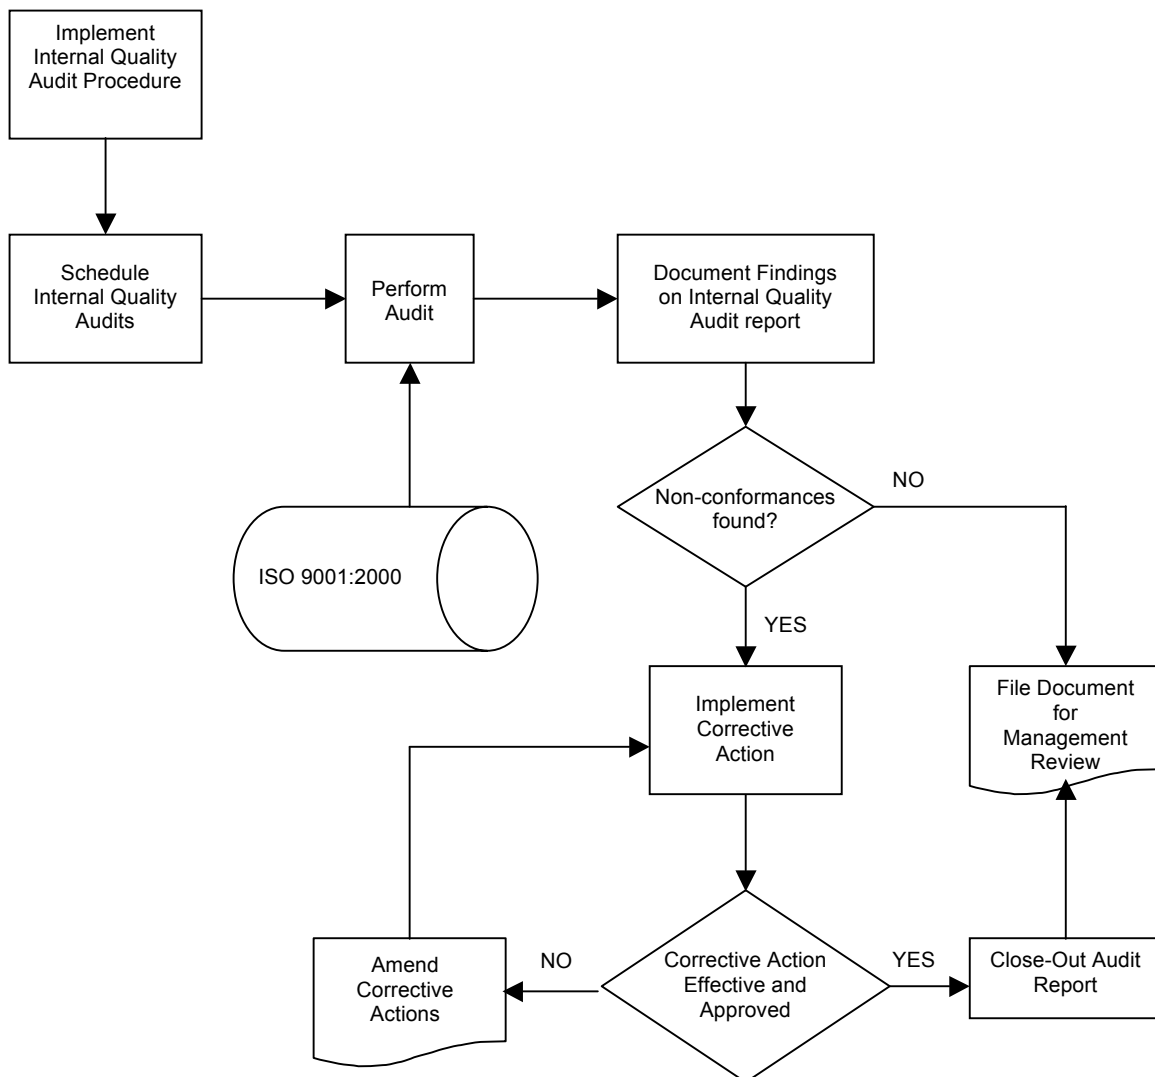 Implement
Internal Quality
Audit Procedure
Schedule
Internal Quality
Audits
Perform
Audit
Document Findings
on Internal Quality
Audit report
Non-conformances
found?
NO
ISO 9001:2000
YES
Implement
Corrective
Action
File Document
for
Management
Review
Amend
Corrective
Actions
NO
Corrective Action
Effective and
Approved
YES
Close-Out Audit
Report